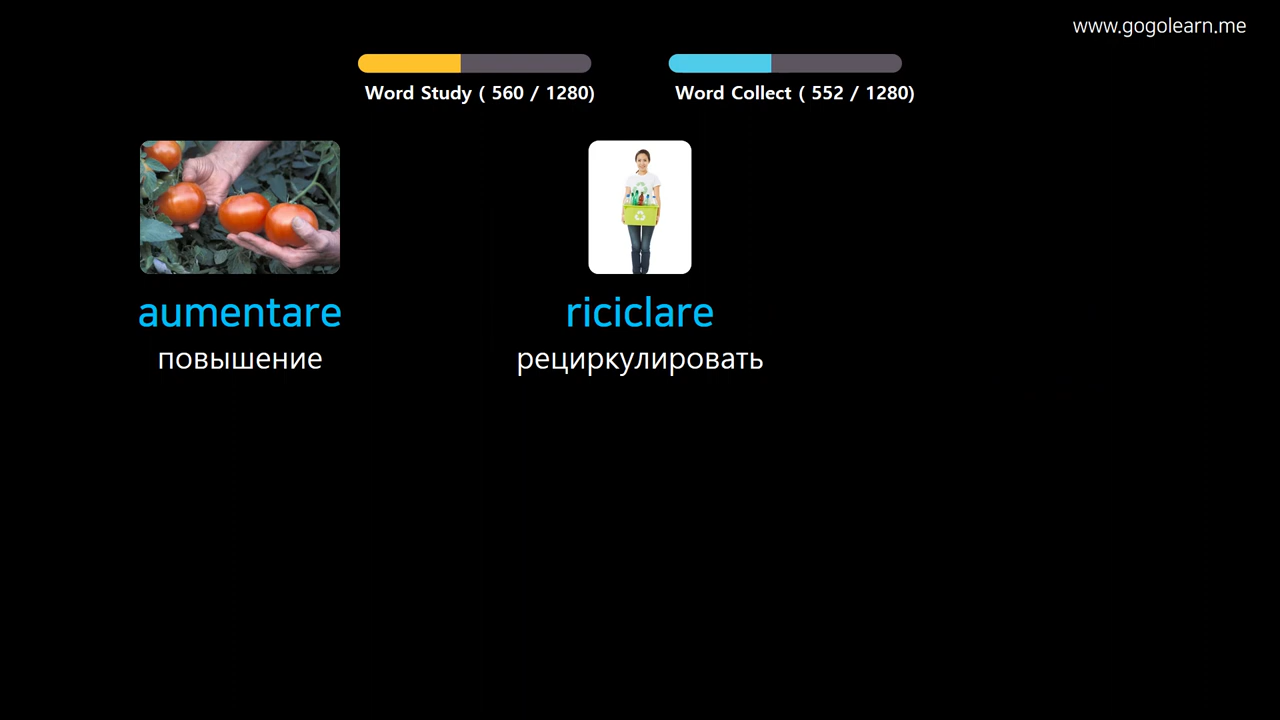 www.gogolearn.me
Word Study ( 560 / 1280)
Word Collect ( 552 / 1280)
aumentare
повышение
riciclare
рециркулировать